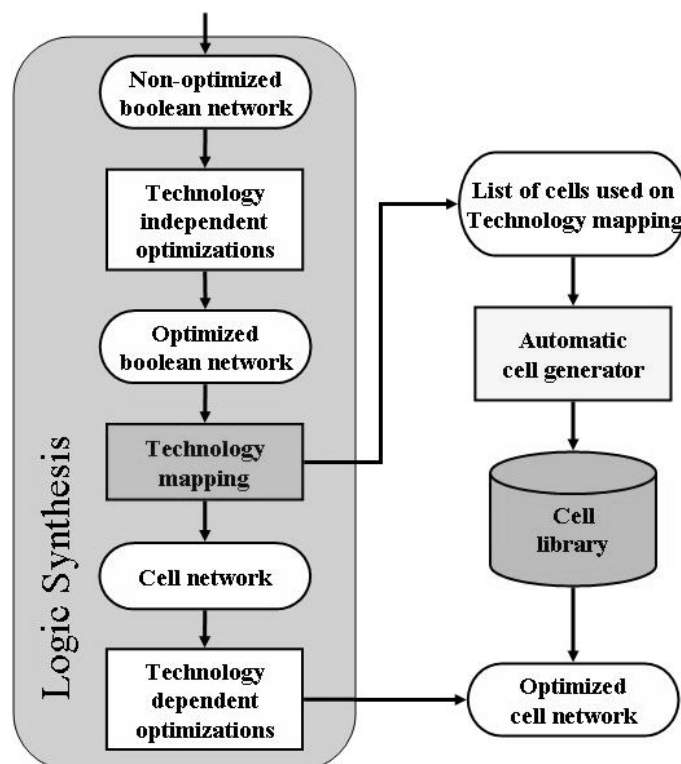 Non-optimized
boolean network
Technology
independent
optimizations
Optimized
boolean network
Technology
mapping
Cell network
Technology
dependent
optimizations
Logic Synthesis
List of cells used on
Technology mapping
Automatic
cell generator
Cell
library
Optimized
cell network